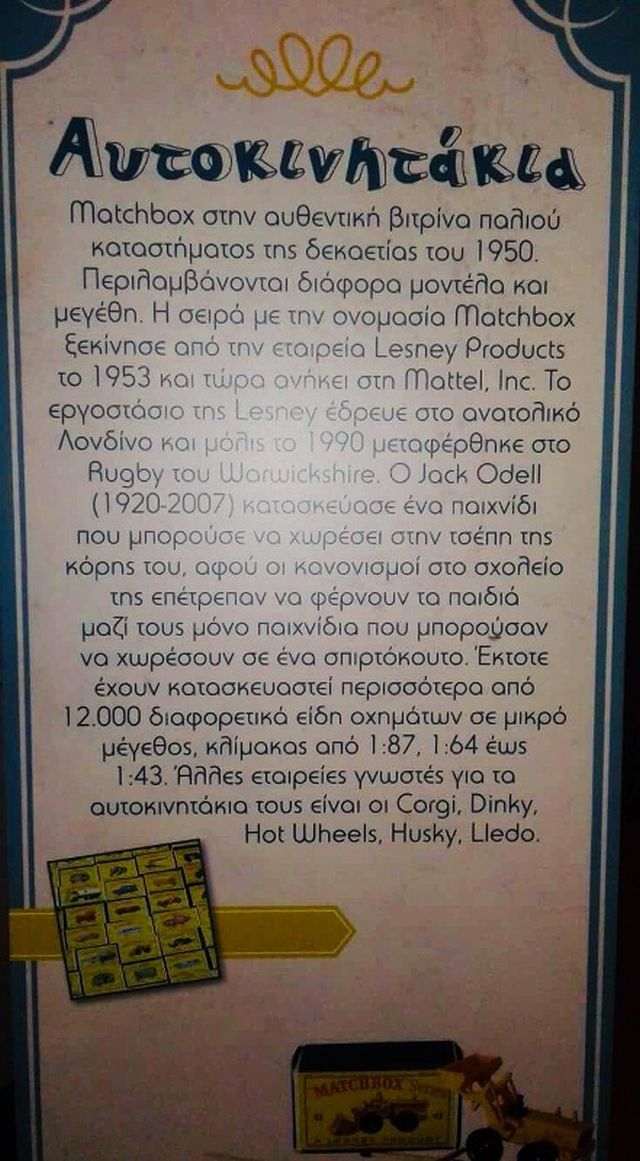 Αυτοκινητάκια
Matchbox στην αυθεντική βιτρίνα παλιού
καταστήματος της δεκαετίας του 1950.
Περιλαμβάνονται διάφορα μοντέλα και
μεγέθη. Η σειρά με την ονομασία Matchbox
ξεκίνησε από την εταιρεία Lesney Products
το 1953 και τώρα ανήκει στη Mattel, Inc. Το
εργοστάσιο της Lesney έδρευε στο ανατολικό
Λονδίνο και μόλις το 1990 μεταφέρθηκε στο
Rugby του Warwickshire. Ο Jack Odell
(1920-2007) κατασκεύασε ένα παιχνίδι
που μπορούσε να χωρέσει στην τσέπη της
κόρης του, αφού οι κανονισμοί στο σχολείο
της επέτρεπαν να φέρνουν τα παιδιά
μαζί τους μόνο παιχνίδια που μπορούσαν
να χωρέσουν σε ένα σπιρτόκουτο. Έκτοτε
έχουν κατασκευαστεί περισσότερα από
12.000 διαφορετικά είδη οχημάτων σε μικρό
μέγεθος, κλίμακας από 1:87, 1:64 έως
1:43. Άλλες εταιρείες γνωστές για τα
αυτοκινητάκια τους είναι οι Corgi, Dinky,
Hot Wheels, Husky, Lledo.
MATCHBOX Series
A LESNEY PRODUCT